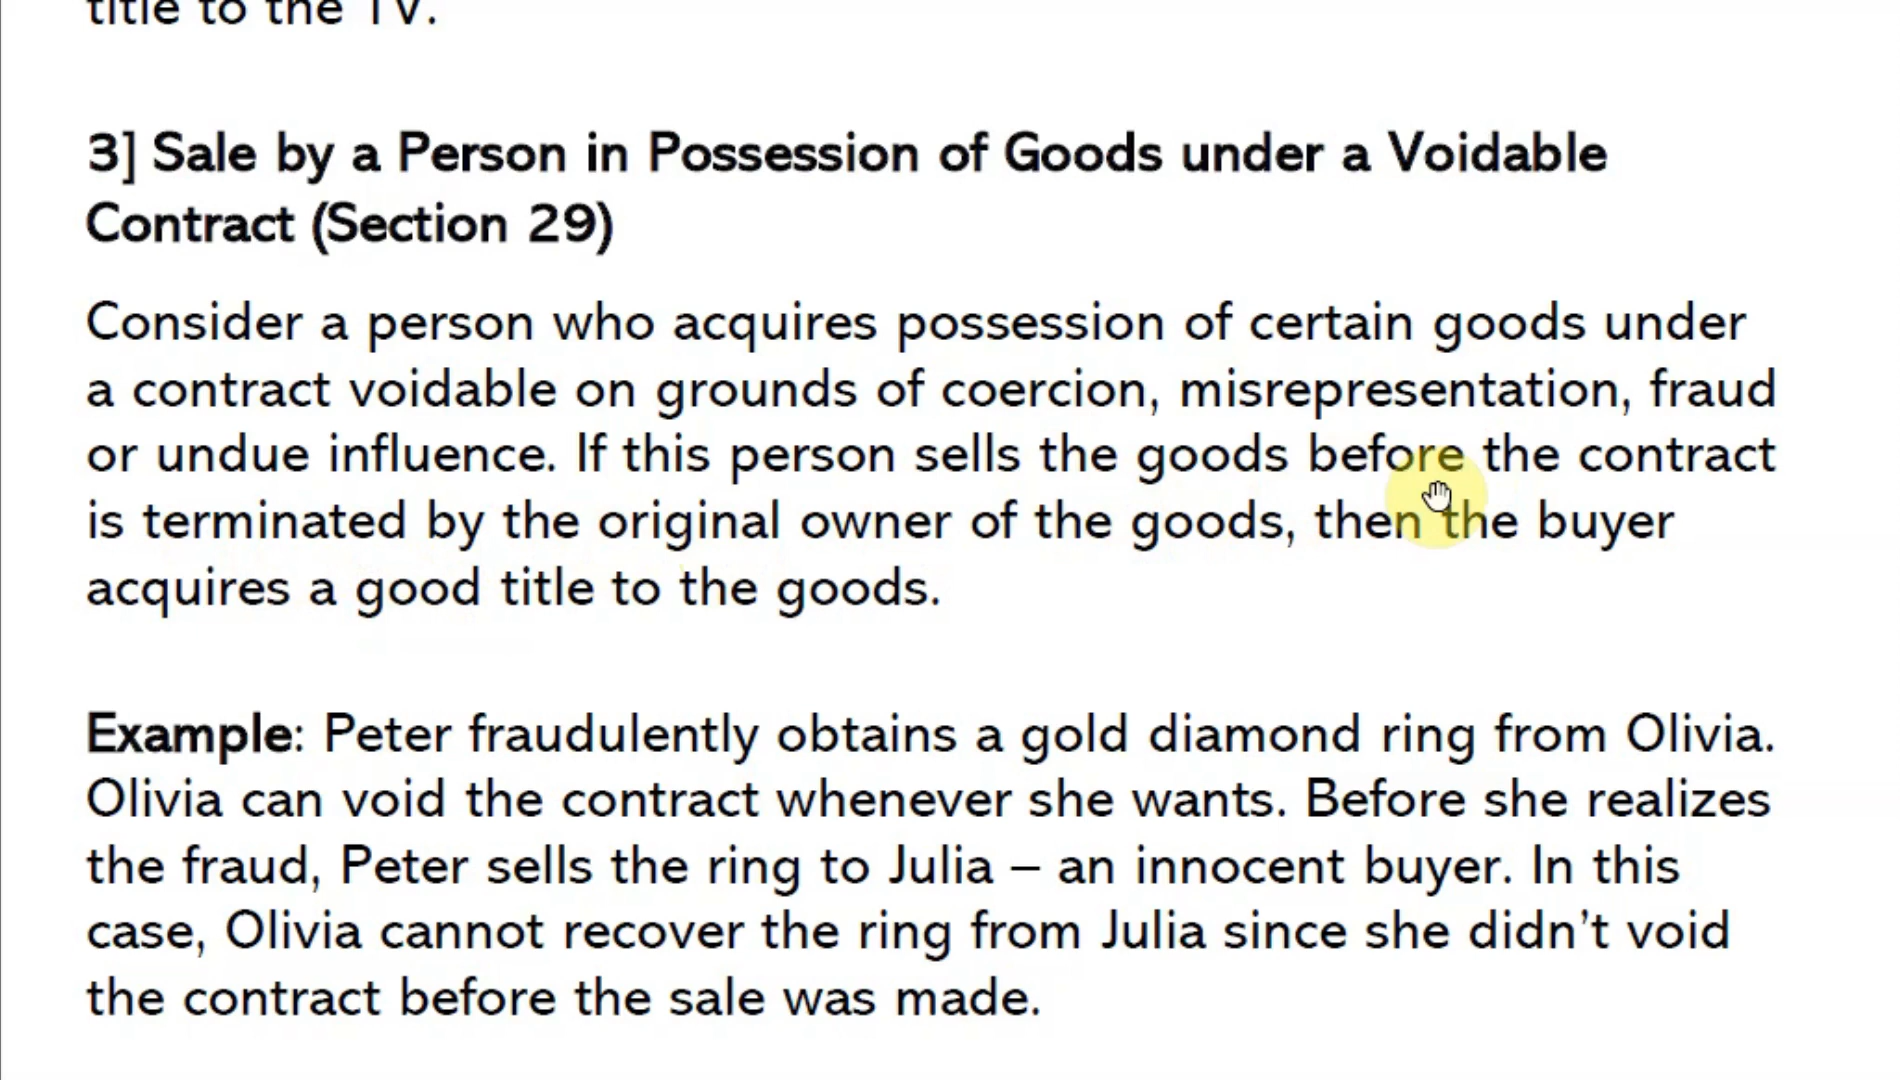 title to the TV.
3] Sale by a Person in Possession of Goods under a Voidable
Contract (Section 29)
Consider a person who acquires possession of certain goods under
a contract voidable on grounds of coercion, misrepresentation, fraud
or undue influence. If this person sells the goods before the contract
is terminated by the original owner of the goods, then the buyer
acquires a good title to the goods.
Example: Peter fraudulently obtains a gold diamond ring from Olivia.
Olivia can void the contract whenever she wants. Before she realizes
the fraud, Peter sells the ring to Julia – an innocent buyer. In this
case, Olivia cannot recover the ring from Julia since she didn’t void
the contract before the sale was made.